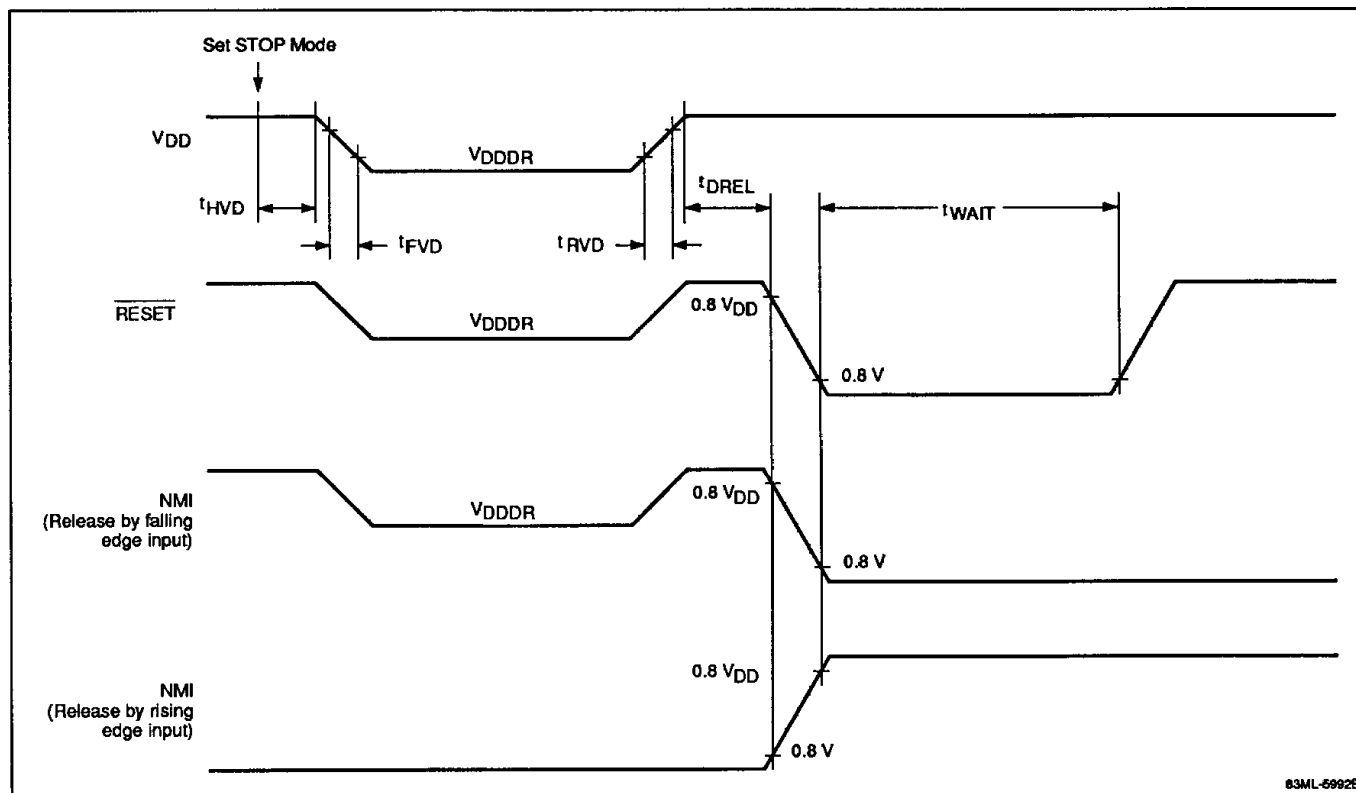 Set STOP Mode
VDD
VDDDR
tHVD
tFVD
tRVD
tDREL
tWAIT
RESET
VDDDR
0.8 VDD
0.8 V
NMI
(Release by falling
edge input)
VDDDR
0.8 VDD
0.8 V
NMI
(Release by rising
edge input)
0.8 VDD
0.8 V
83ML-5992B